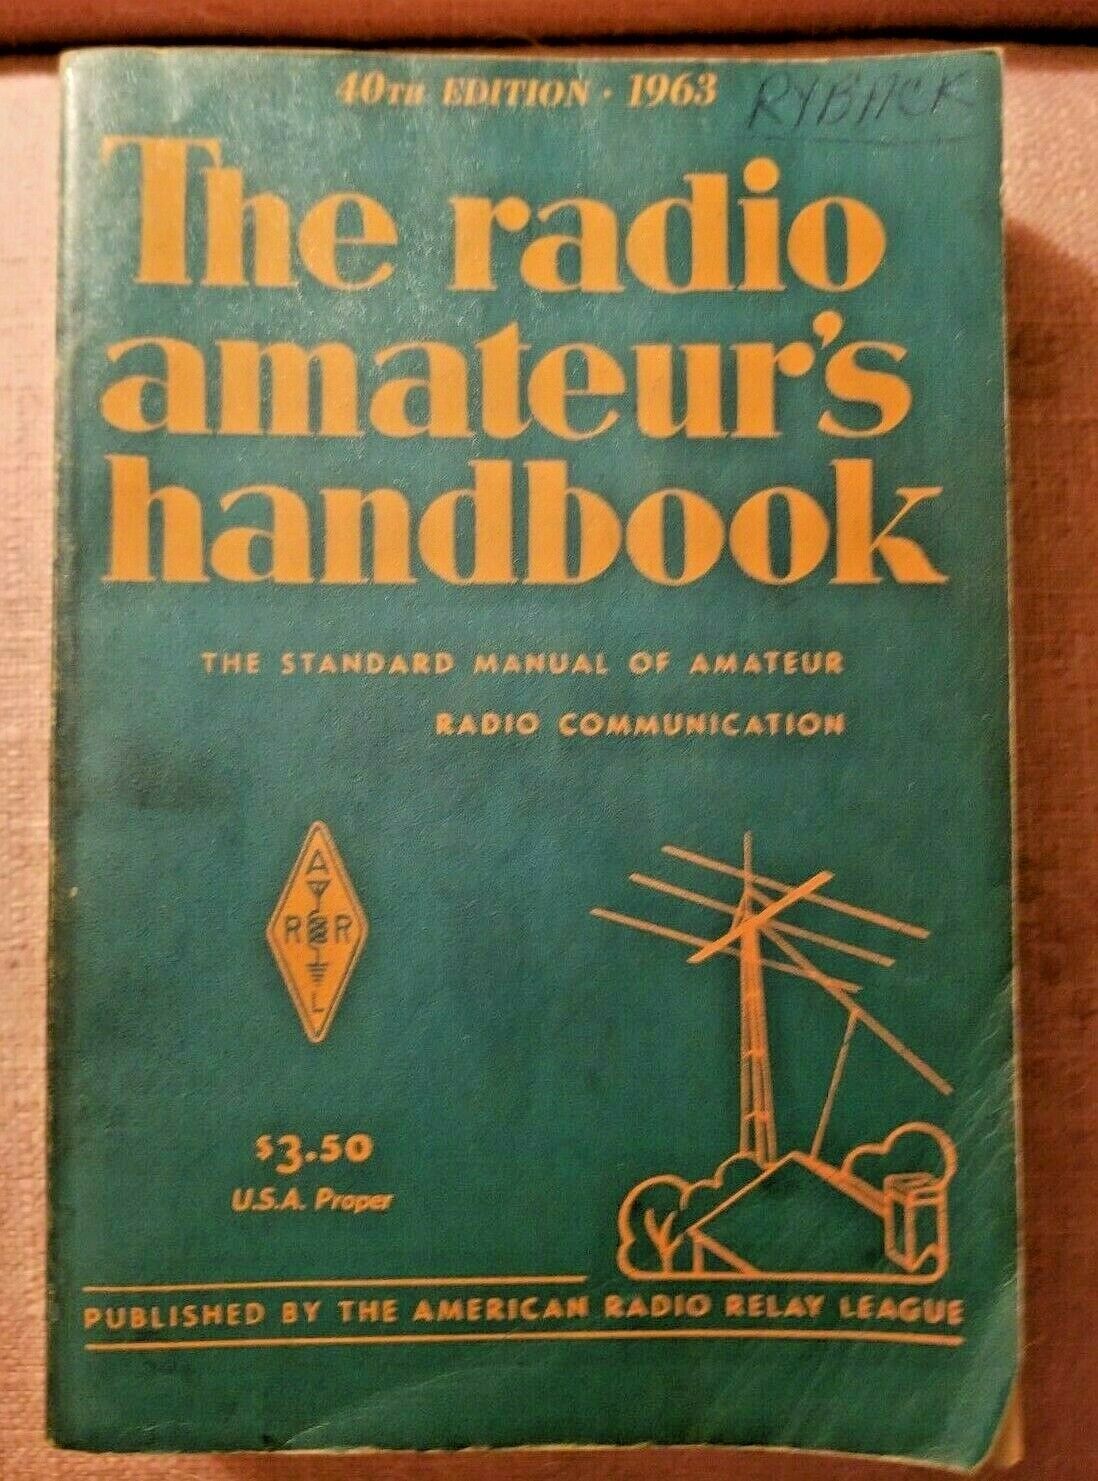 40TH EDITION · 1963
RYBACK
The radio
amateur's
handbook
THE STANDARD MANUAL OF AMATEUR
RADIO COMMUNICATION
A
R R
L
$3.50
U.S.A. Proper
PUBLISHED BY THE AMERICAN RADIO RELAY LEAGUE